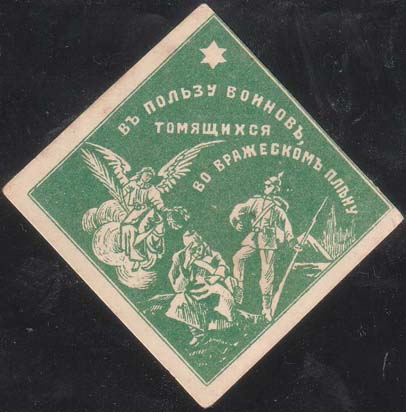 ВЪ ПОЛЬЗУ ВОИНОВЪ,
ТОМЯЩИХСЯ
ВО ВРАЖЕСКОМЪ ПЛѢНУ